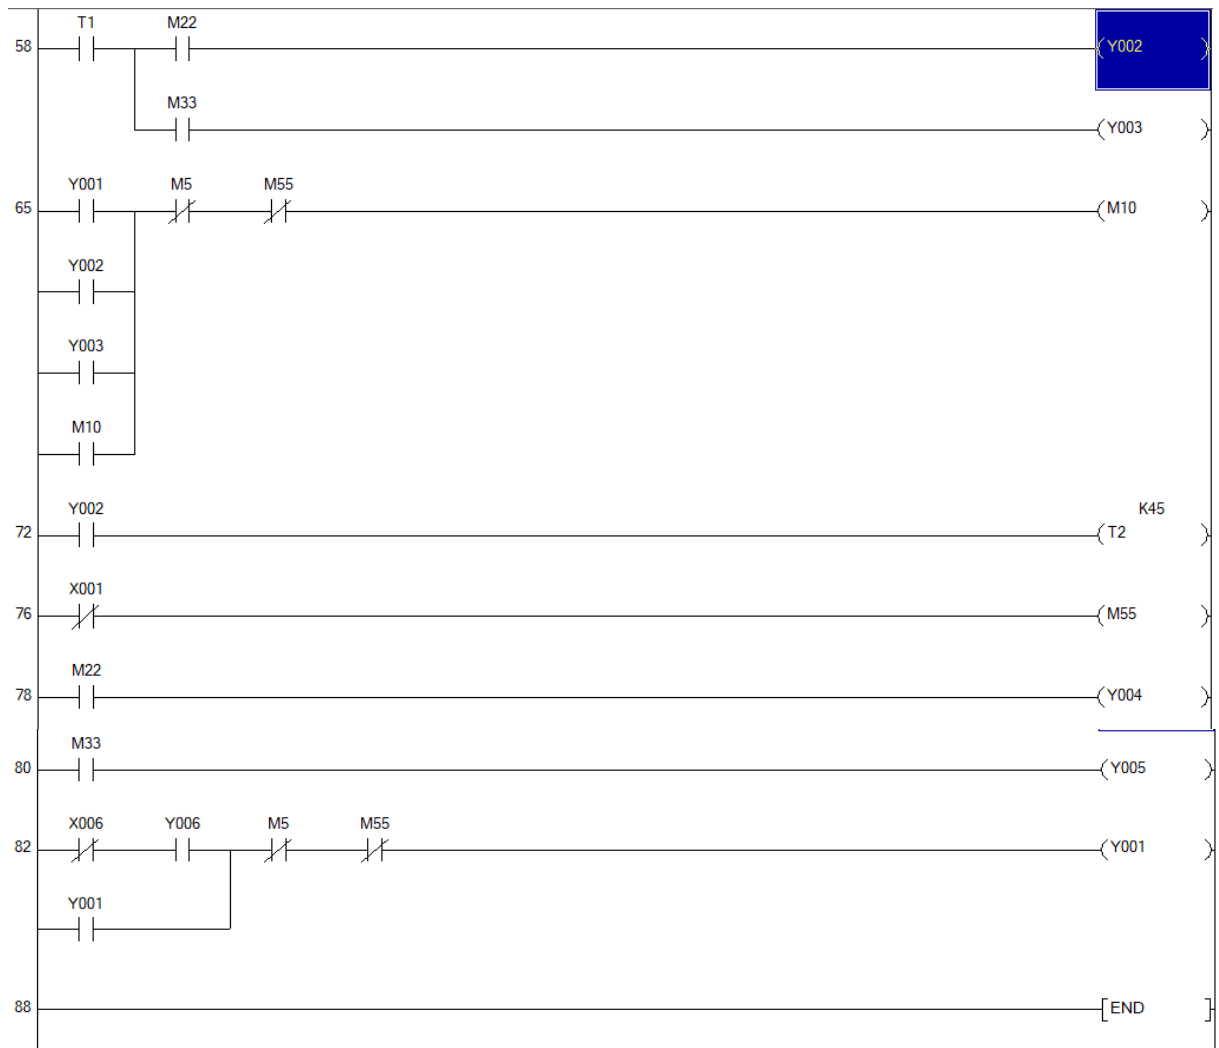 T1 M22
58 Y002
M33
Y003
Y001 M5 M55
65 M10
Y002
Y003
M10
Y002 K45
72 T2
X001
76 M55
M22
78 Y004
M33
80 Y005
X006 Y006 M5 M55
82 Y001
Y001
88 END